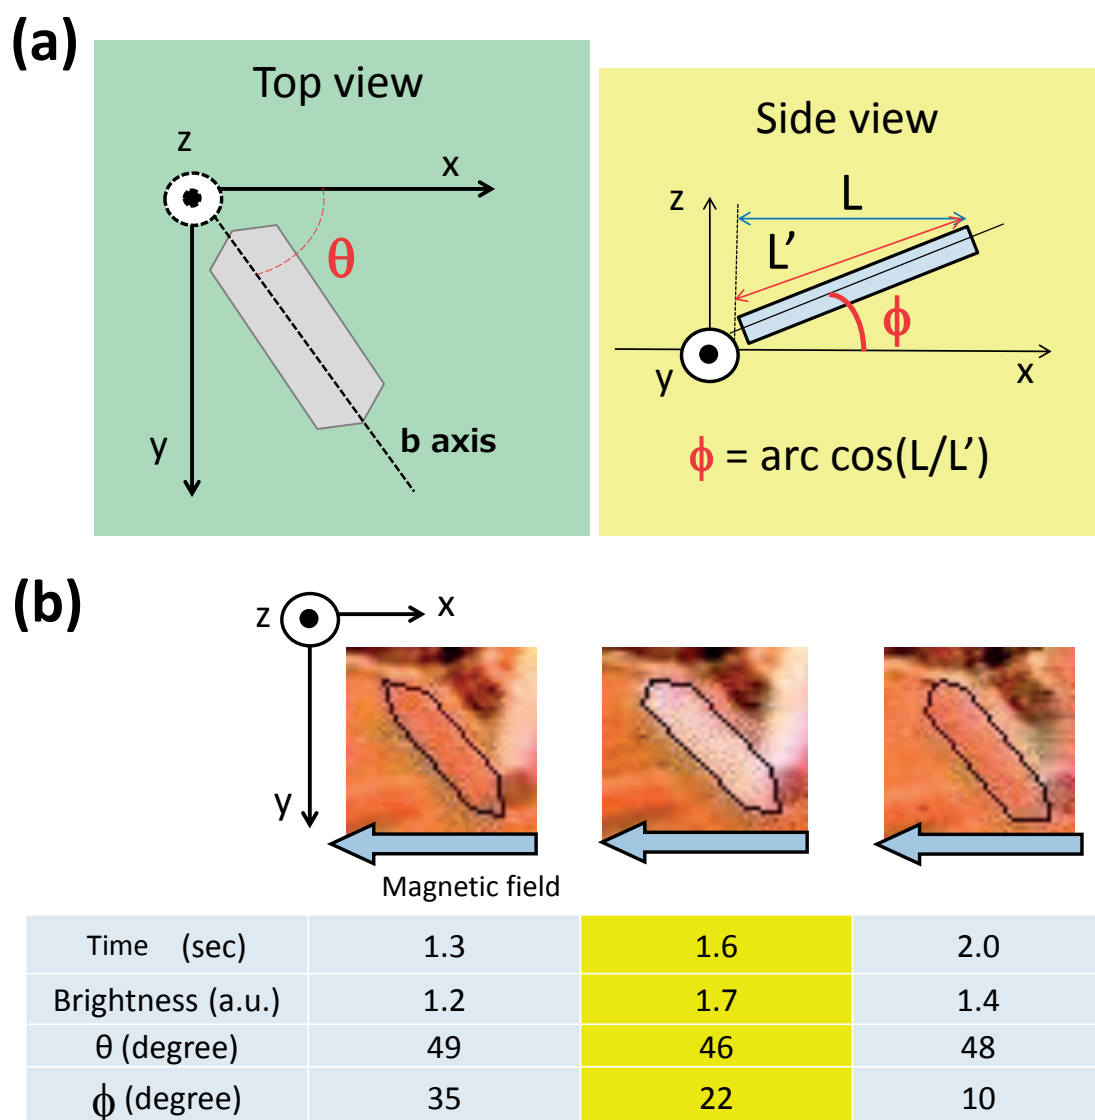 (a)
Top view
z
x
θ
y
b axis
Side view
z
L
L’
ϕ
y
x
ϕ = arc cos(L/L’)
(b)
z
x
y
Magnetic field
Time (sec) 1.3 1.6 2.0
Brightness (a.u.) 1.2 1.7 1.4
θ (degree) 49 46 48
ϕ (degree) 35 22 10